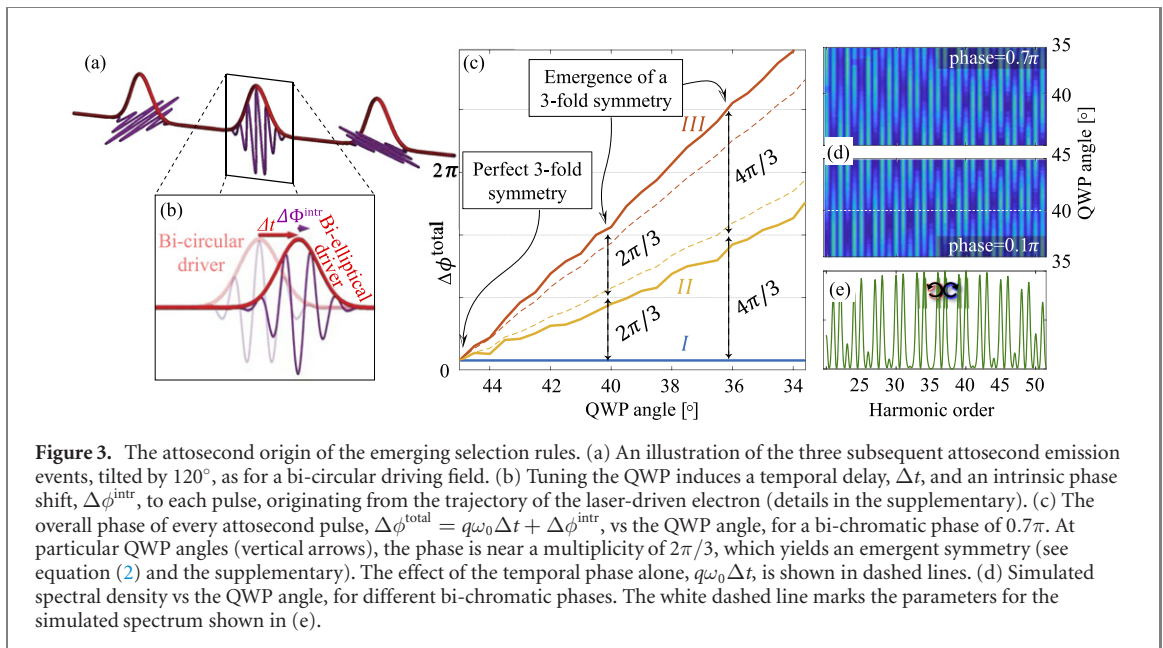 (a)
(b)
Δt
ΔΦ^intr
Bi-circular
driver
Bi-elliptical
driver
(c)
Emergence of a
3-fold symmetry
Perfect 3-fold
symmetry
III
II
I
2π/3
2π/3
4π/3
4π/3
2π
0
Δϕ^total
44 42 40 38 36 34
QWP angle [°]
phase=0.7π
35
40
45
(d)
40
phase=0.1π
35
QWP angle [°]
(e)
20 25 30 35 40 45 50
Harmonic order
Figure 3. The attosecond origin of the emerging selection rules. (a) An illustration of the three subsequent attosecond emission
events, tilted by 120°, as for a bi-circular driving field. (b) Tuning the QWP induces a temporal delay, Δt, and an intrinsic phase
shift, Δϕ^intr, to each pulse, originating from the trajectory of the laser-driven electron (details in the supplementary). (c) The
overall phase of every attosecond pulse, Δϕ^total = qω₀Δt + Δϕ^intr, vs the QWP angle, for a bi-chromatic phase of 0.7π. At
particular QWP angles (vertical arrows), the phase is near a multiplicity of 2π/3, which yields an emergent symmetry (see
equation (2) and the supplementary). The effect of the temporal phase alone, qω₀Δt, is shown in dashed lines. (d) Simulated
spectral density vs the QWP angle, for different bi-chromatic phases. The white dashed line marks the parameters for the
simulated spectrum shown in (e).